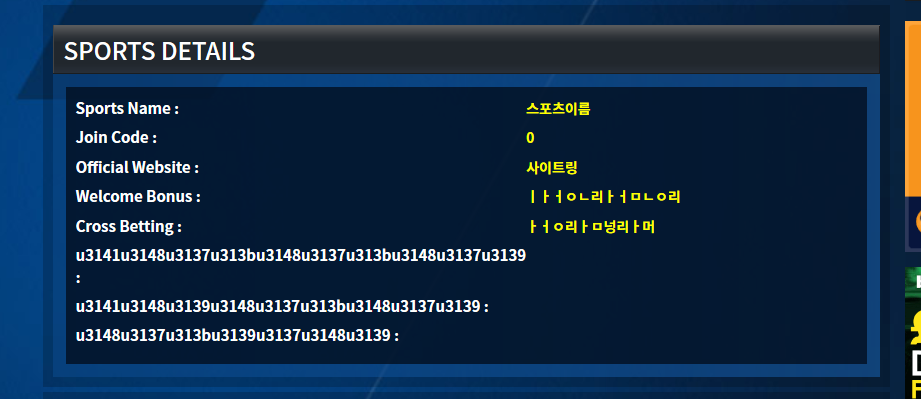 SPORTS DETAILS
Sports Name : 스포츠이름
Join Code : 0
Official Website : 사이트링
Welcome Bonus : ㅣㅏㅓㅇㄴ리ㅏㅓㅁㄴㅇ리
Cross Betting : ㅏㅓㅇ리ㅏㅁ넝리ㅏ머
u3141u3148u3137u313bu3148u3137u313bu3148u3137u3139
:
u3141u3148u3139u3148u3137u313bu3148u3137u3139 :
u3148u3137u313bu3139u3137u3148u3139 :